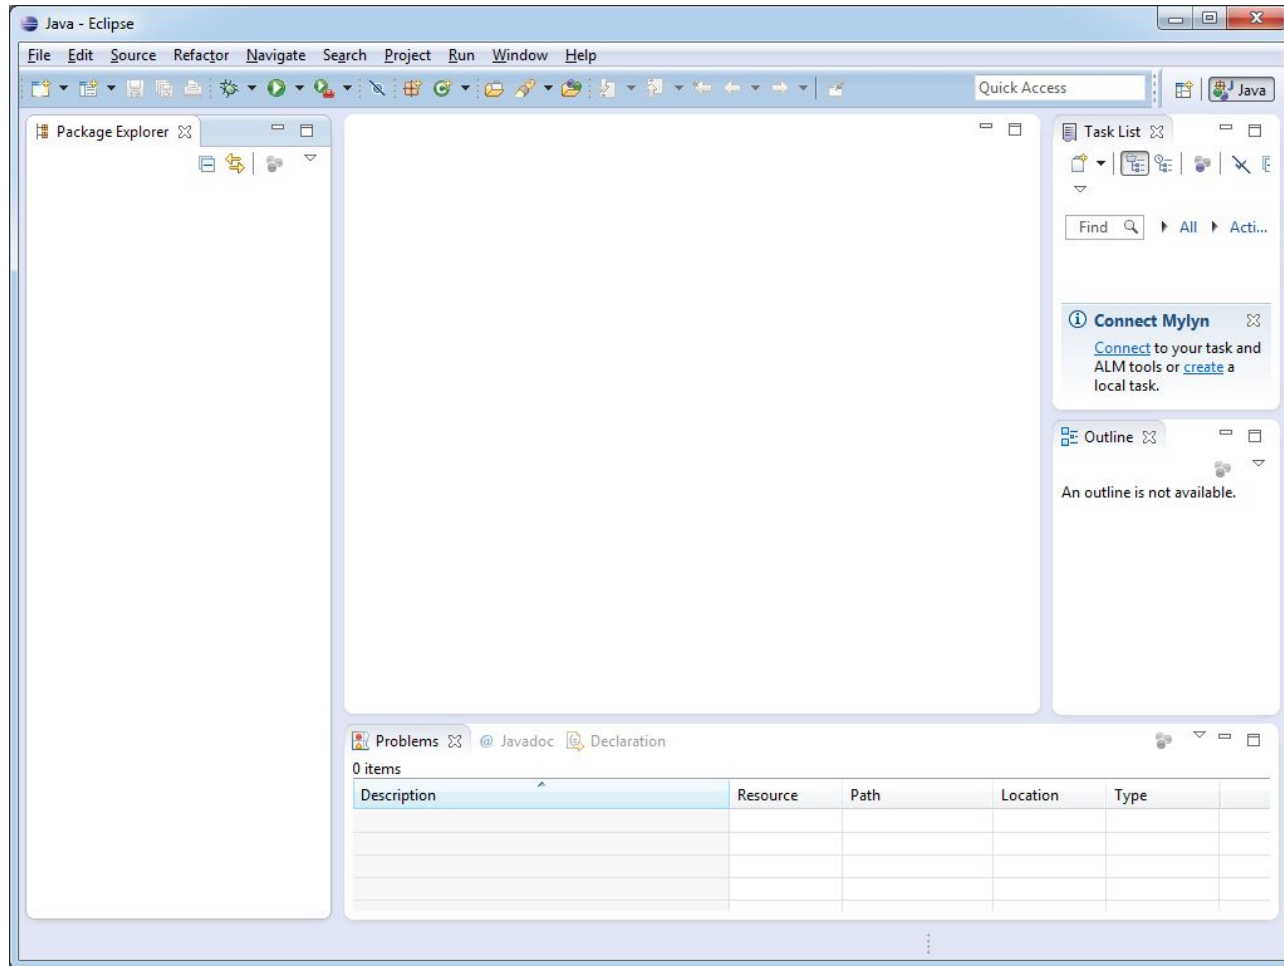 Java - Eclipse
File Edit Source Refactor Navigate Search Project Run Window Help
Quick Access
Java
Package Explorer
Task List
Find All Acti...
Connect Mylyn
Connect to your task and
ALM tools or create a
local task.
Outline
An outline is not available.
Problems @ Javadoc Declaration
0 items
Description Resource Path Location Type